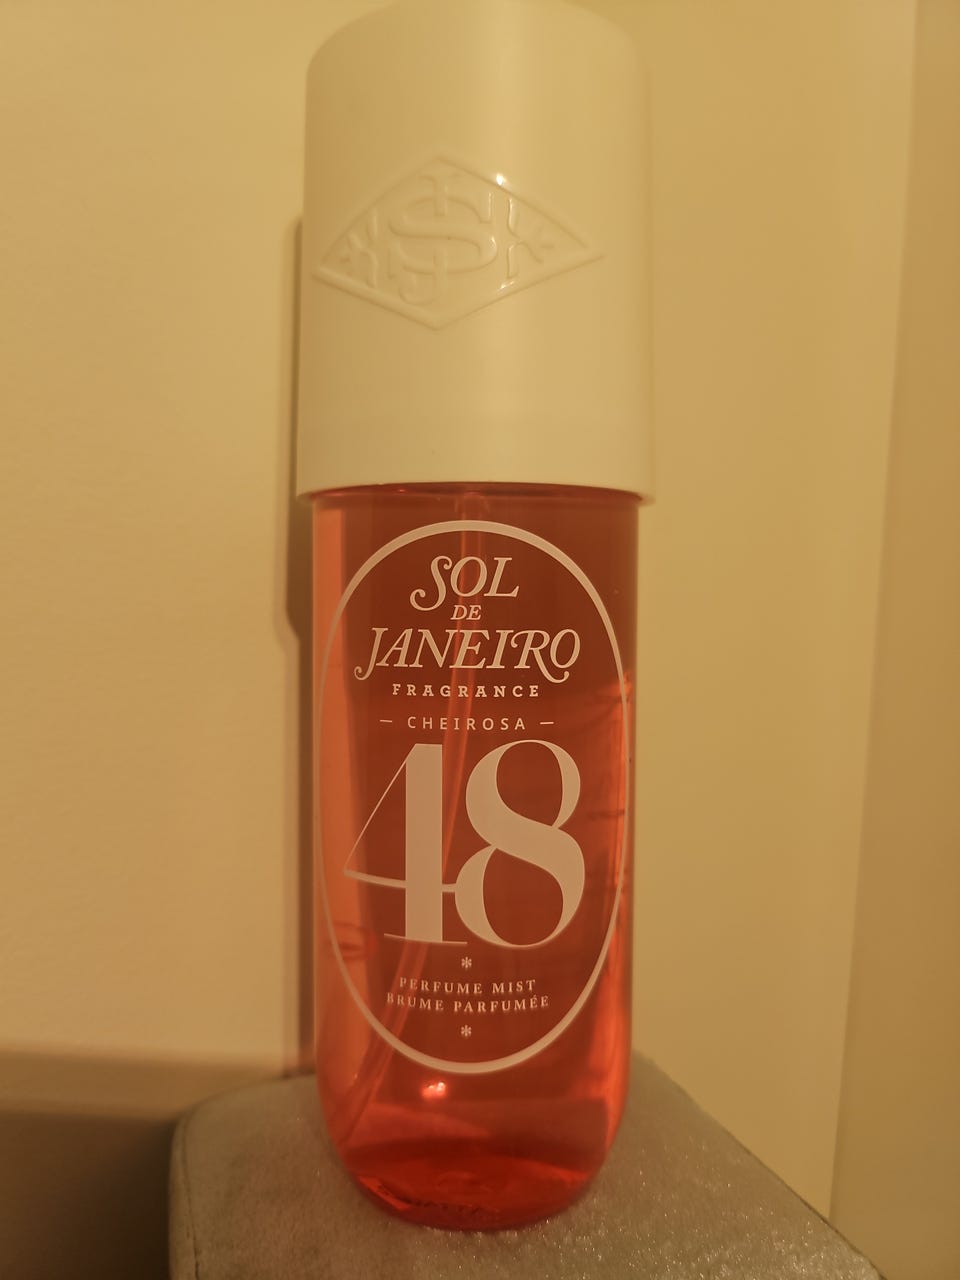 SOL
DE
JANEIRO
FRAGRANCE
— CHEIROSA —
48
*
PERFUME MIST
BRUME PARFUMÉE
*